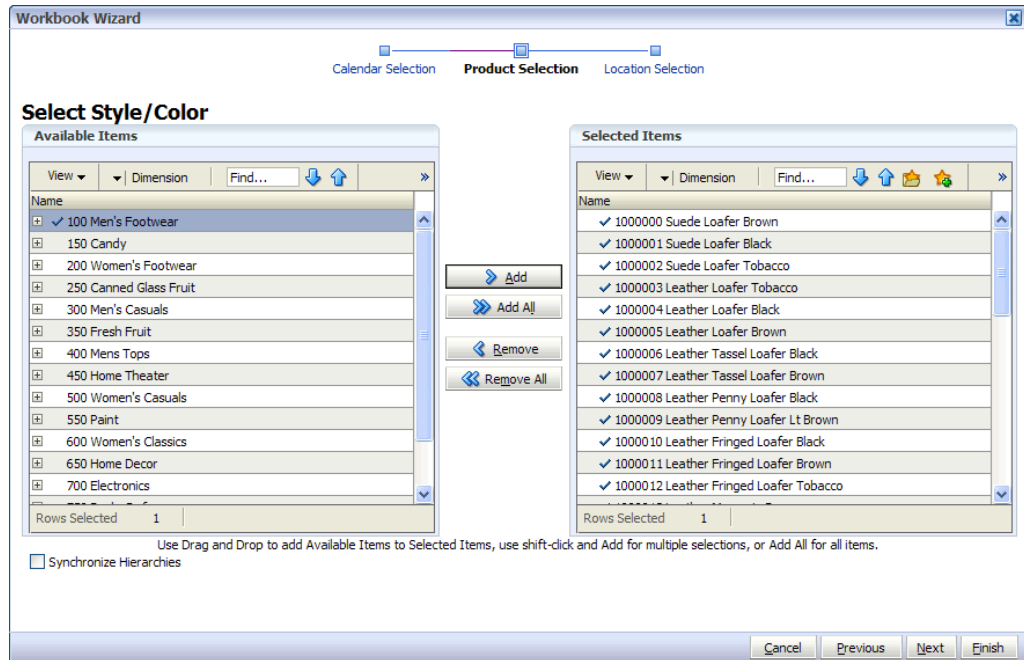 Workbook Wizard
Calendar Selection
Product Selection
Location Selection
Select Style/Color
Available Items
View
Dimension
Find...
»
Name
100 Men's Footwear
150 Candy
200 Women's Footwear
250 Canned Glass Fruit
300 Men's Casuals
350 Fresh Fruit
400 Mens Tops
450 Home Theater
500 Women's Casuals
550 Paint
600 Women's Classics
650 Home Decor
700 Electronics
Rows Selected 1
Add
Add All
Remove
Remove All
Selected Items
View
Dimension
Find...
»
Name
1000000 Suede Loafer Brown
1000001 Suede Loafer Black
1000002 Suede Loafer Tobacco
1000003 Leather Loafer Tobacco
1000004 Leather Loafer Black
1000005 Leather Loafer Brown
1000006 Leather Tassel Loafer Black
1000007 Leather Tassel Loafer Brown
1000008 Leather Penny Loafer Black
1000009 Leather Penny Loafer Lt Brown
1000010 Leather Fringed Loafer Black
1000011 Leather Fringed Loafer Brown
1000012 Leather Fringed Loafer Tobacco
Rows Selected 1
Use Drag and Drop to add Available Items to Selected Items, use shift-click and Add for multiple selections, or Add All for all items.
Synchronize Hierarchies
Cancel
Previous
Next
Finish